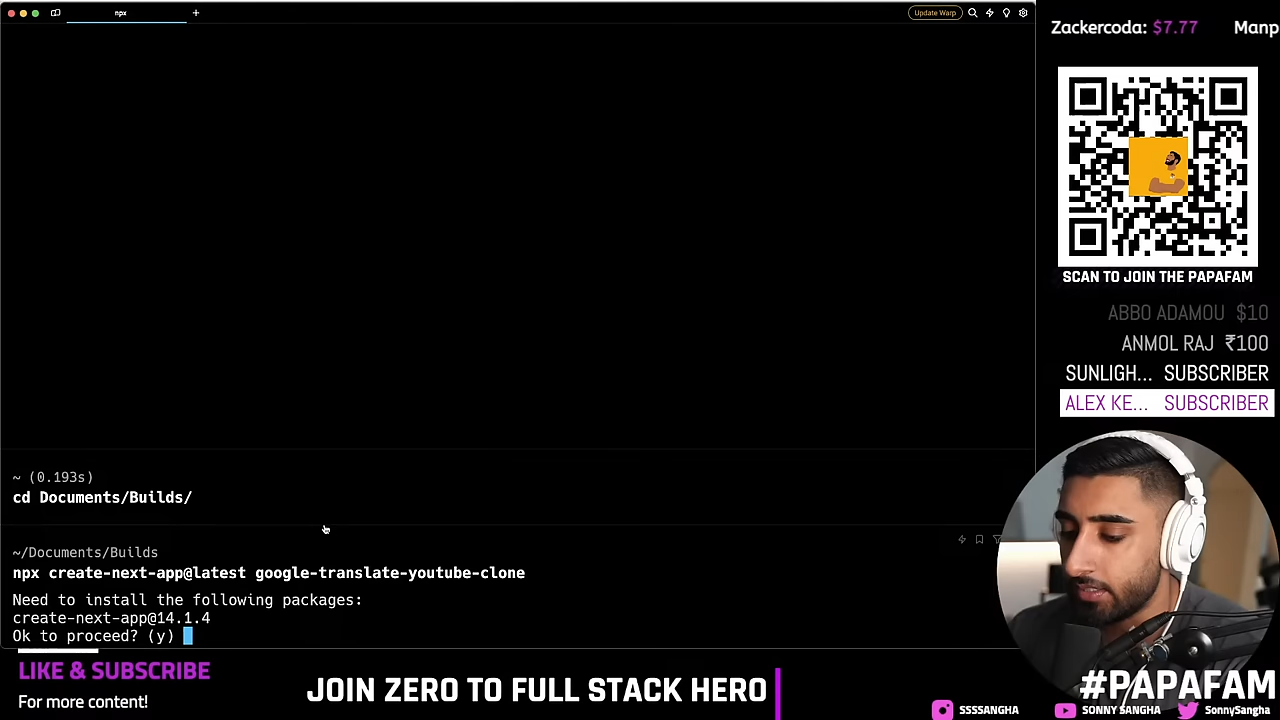 npx
Update Warp
~ (0.193s)
cd Documents/Builds/
~/Documents/Builds
npx create-next-app@latest google-translate-youtube-clone
Need to install the following packages:
create-next-app@14.1.4
Ok to proceed? (y)
Zackercoda: $7.77 Manp
SCAN TO JOIN THE PAPAFAM
ABBO ADAMOU $10
ANMOL RAJ ₹100
SUNLIGH... SUBSCRIBER
ALEX KE... SUBSCRIBER
LIKE & SUBSCRIBE
For more content!
JOIN ZERO TO FULL STACK HERO
#PAPAFAM
SSSSANGHA
SONNY SANGHA
SonnySangha